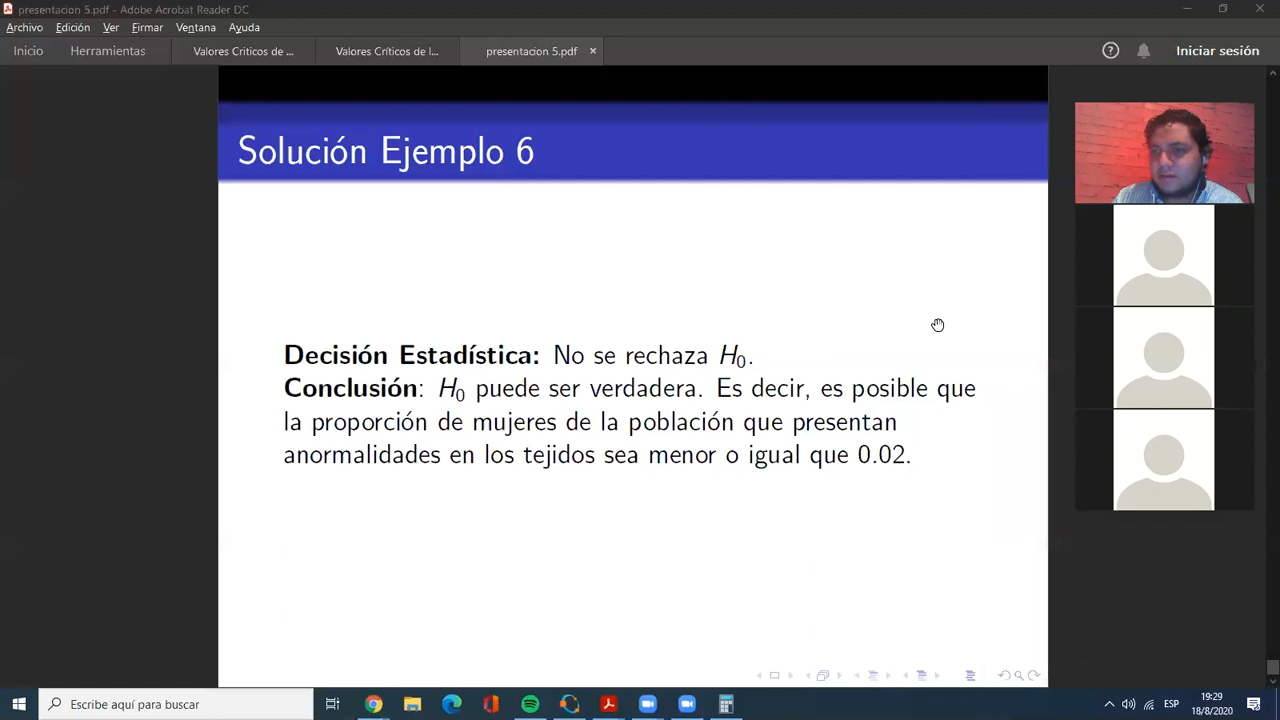 presentacion 5.pdf - Adobe Acrobat Reader DC
Archivo Edición Ver Firmar Ventana Ayuda
Inicio Herramientas Valores Criticos de ... Valores Críticos de l... presentacion 5.pdf × Iniciar sesión
Solución Ejemplo 6
Decisión Estadística: No se rechaza H₀.
Conclusión: H₀ puede ser verdadera. Es decir, es posible que
la proporción de mujeres de la población que presentan
anormalidades en los tejidos sea menor o igual que 0.02.
Escribe aquí para buscar
ESP
19:29
18/8/2020